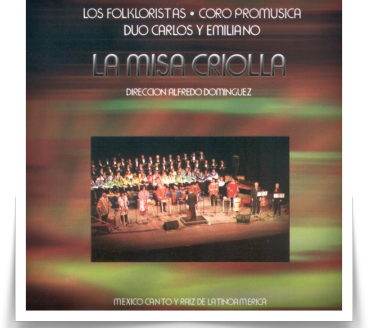 LOS FOLKLORISTAS • CORO PROMUSICA
DUO CARLOS Y EMILIANO
LA MISA CRIOLLA
DIRECCION ALFREDO DOMINGUEZ
MEXICO CANTO Y RAIZ DE LATINOAMERICA